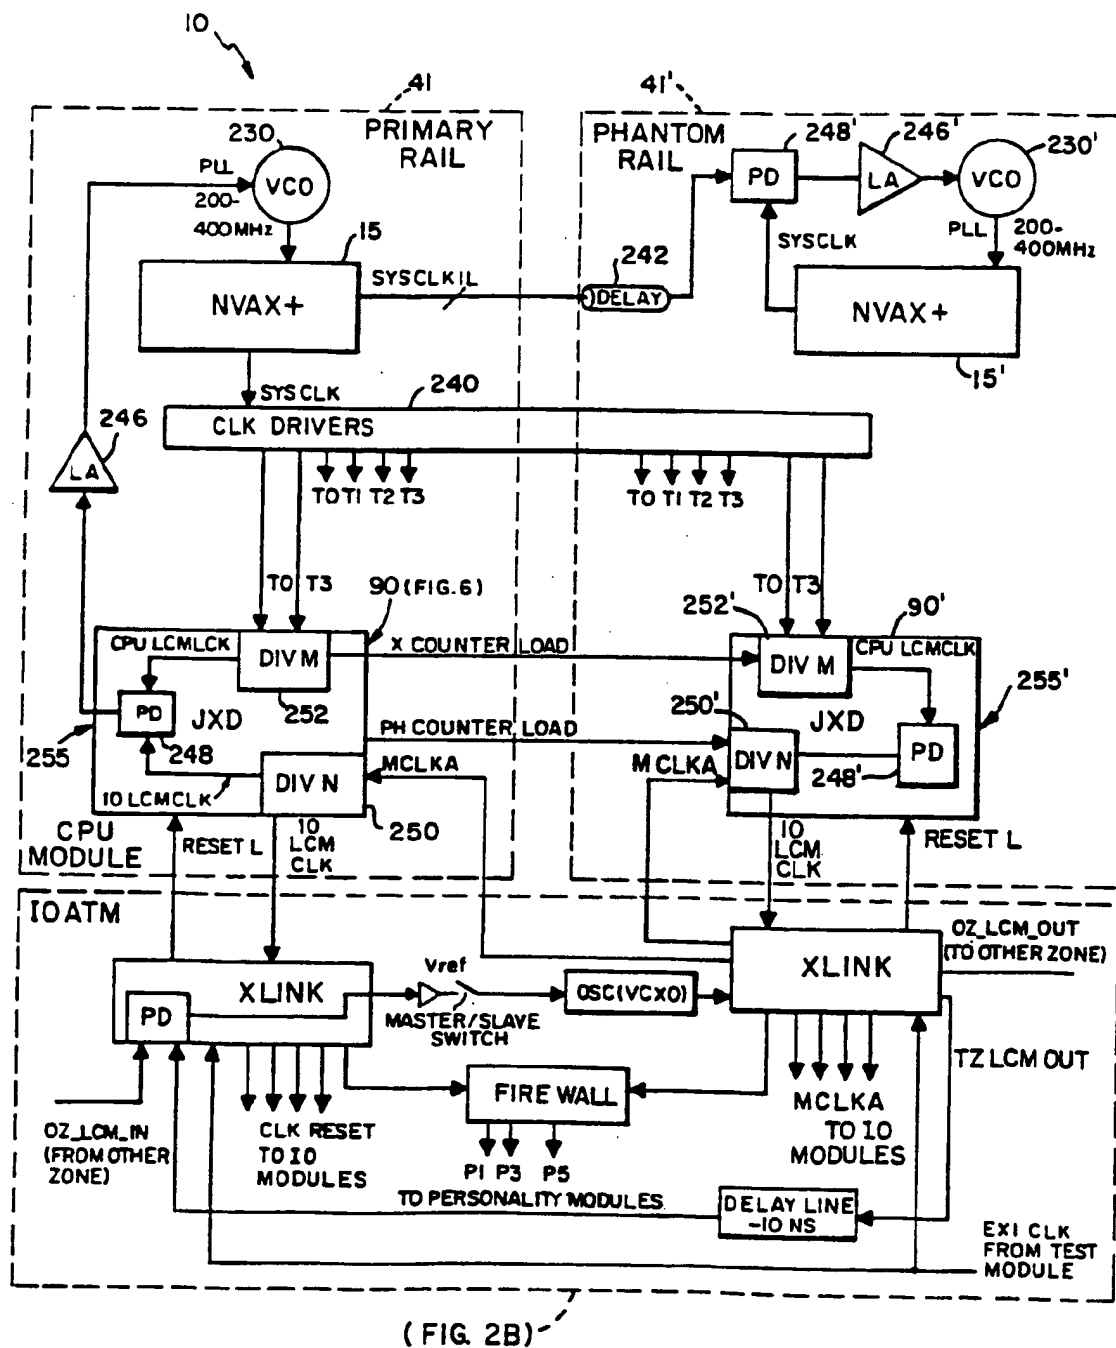 10
41
41'
PRIMARY RAIL
PHANTOM RAIL
230
VCO
PLL
200-
400MHz
15
NVAX+
SYSCLK1L
SYSCLK
242
DELAY
248'
PD
246'
LA
230'
VCO
PLL
200-
400MHz
SYSCLK
NVAX+
15'
240
CLK DRIVERS
T0 T1 T2 T3
T0 T1 T2 T3
246
LA
T0 T3
90 (FIG. 6)
T0 T3
252'
90'
CPU LCMLCK
DIV M
252
X COUNTER LOAD
DIV M
CPU LCMCLK
PD
JXD
248
255
250'
JXD
255'
PH COUNTER LOAD
MCLKA
DIV N
250
IO LCMCLK
MCLKA
DIV N
248'
PD
CPU
MODULE
RESET L
IO
LCM
CLK
IO
LCM
CLK
RESET L
IOATM
XLINK
PD
Vref
MASTER/SLAVE
SWITCH
OSC(VCXO)
XLINK
OZ_LCM_OUT
(TO OTHER ZONE)
TZ LCM OUT
FIRE WALL
OZ_LCM_IN
(FROM OTHER
ZONE)
CLK RESET
TO IO
MODULES
P1 P3 P5
TO PERSONALITY MODULES
MCLKA
TO IO
MODULES
DELAY LINE
-10 NS
EXI CLK
FROM TEST
MODULE
(FIG. 2B)